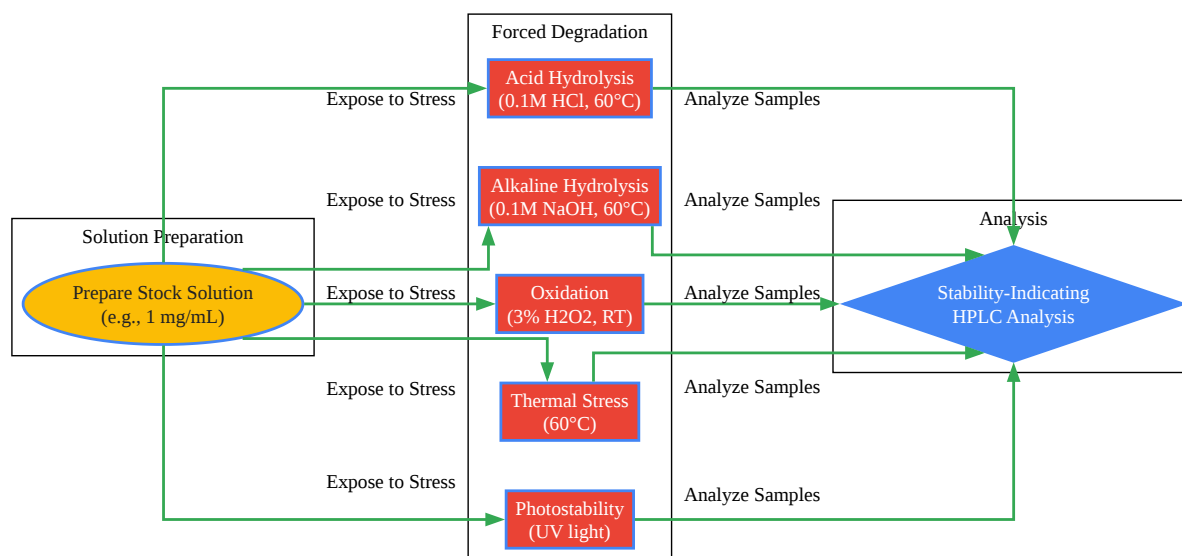 Forced Degradation
Acid Hydrolysis
(0.1M HCl, 60°C)
Expose to Stress
Analyze Samples
Alkaline Hydrolysis
(0.1M NaOH, 60°C)
Expose to Stress
Analyze Samples
Solution Preparation
Analysis
Prepare Stock Solution
(e.g., 1 mg/mL)
Expose to Stress
Oxidation
(3% H2O2, RT)
Analyze Samples
Stability-Indicating
HPLC Analysis
Expose to Stress
Thermal Stress
(60°C)
Analyze Samples
Expose to Stress
Photostability
(UV light)
Analyze Samples